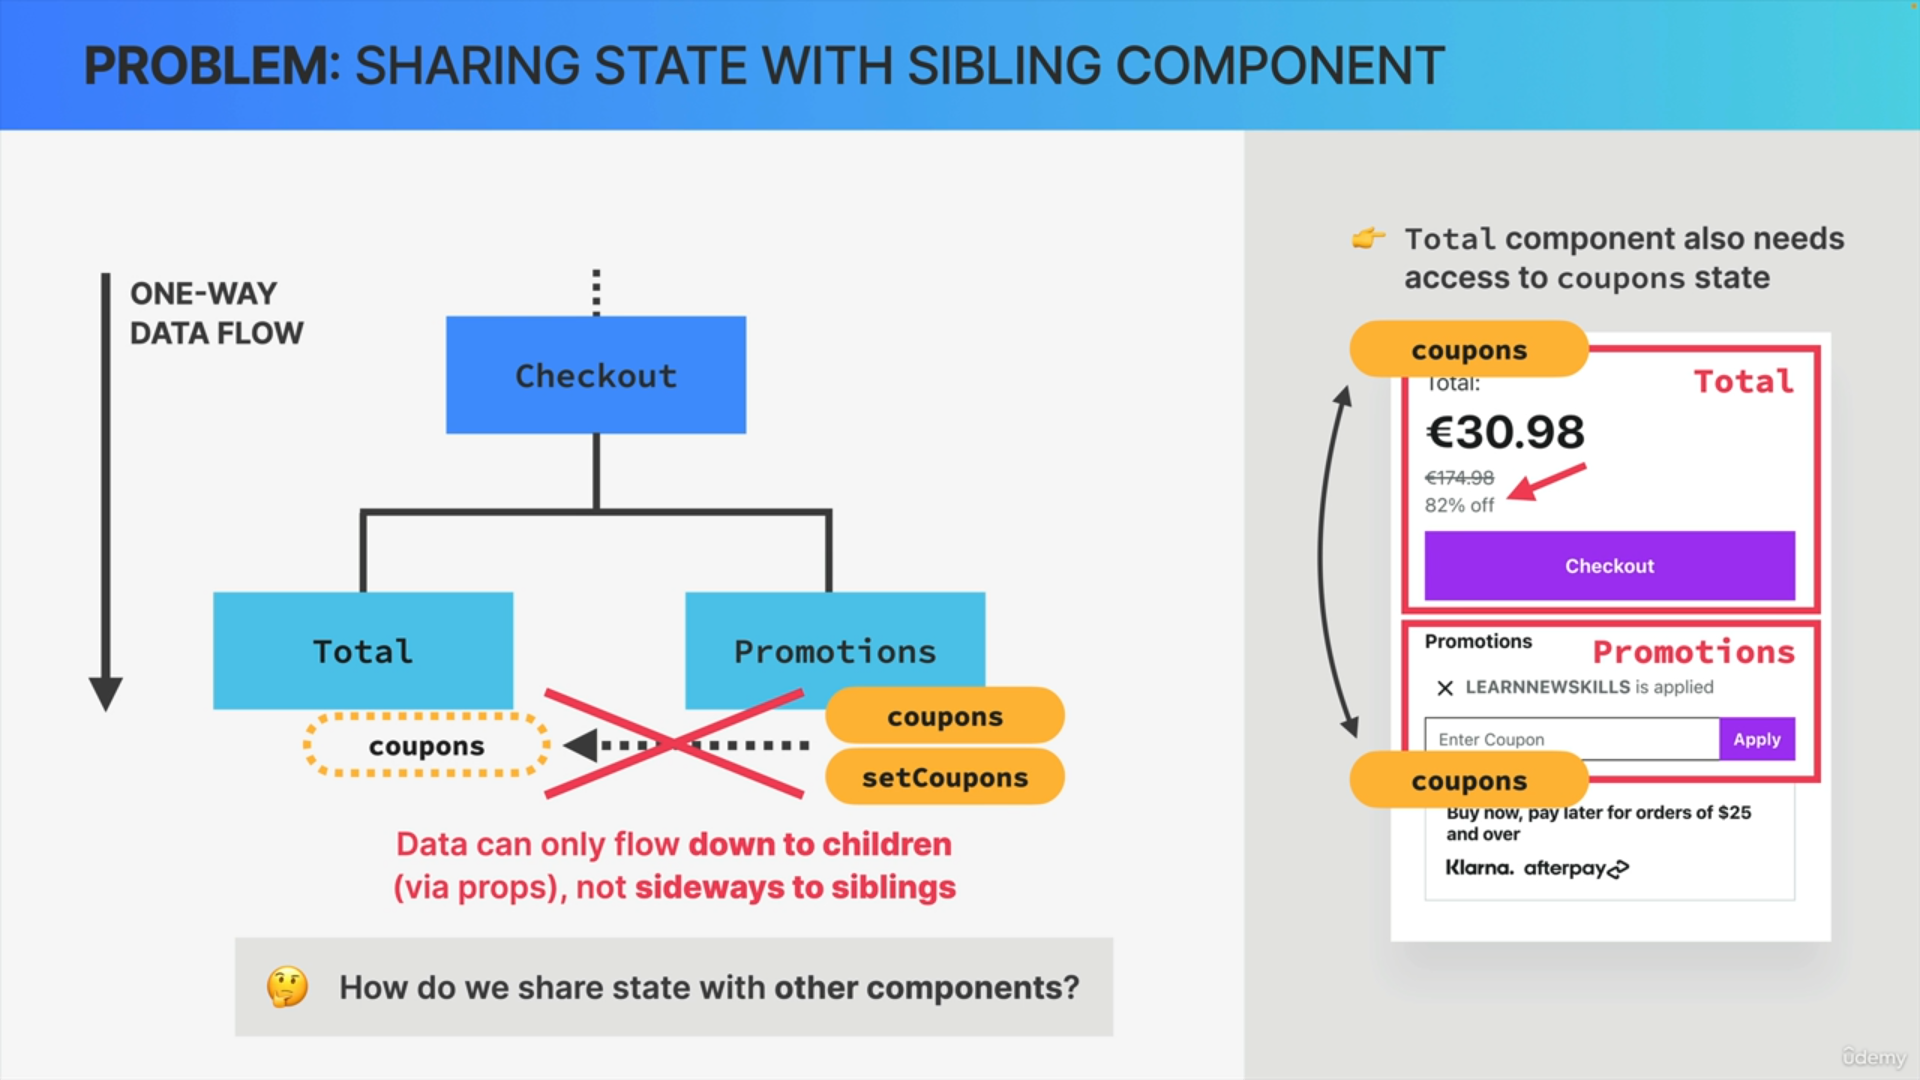 PROBLEM: SHARING STATE WITH SIBLING COMPONENT
ONE-WAY
DATA FLOW
Checkout
Total
Promotions
coupons
coupons
setCoupons
Data can only flow down to children
(via props), not sideways to siblings
How do we share state with other components?
Total component also needs
access to coupons state
coupons
Total:
Total
€30.98
€174.98
82% off
Checkout
Promotions
Promotions
LEARNNEWSKILLS is applied
Enter Coupon
Apply
coupons
Buy now, pay later for orders of $25
and over
Klarna. afterpay
ûdemy